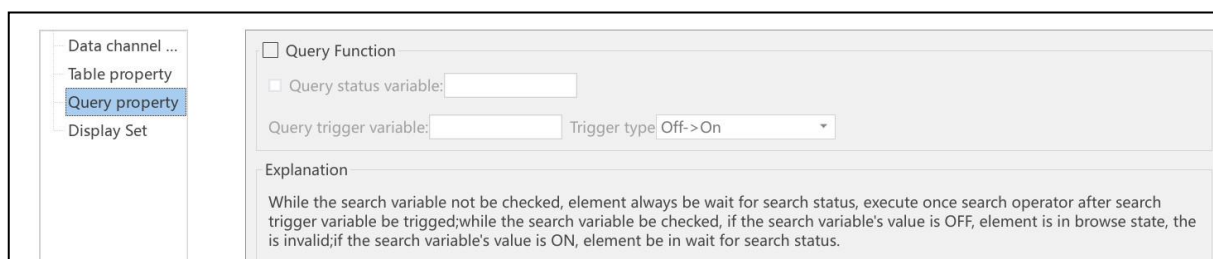 Data channel ...
Table property
Query property
Display Set
Query Function
Query status variable:
Query trigger variable: Trigger type Off->On
Explanation
While the search variable not be checked, element always be wait for search status, execute once search operator after search
trigger variable be trigged;while the search variable be checked, if the search variable's value is OFF, element is in browse state, the
is invalid;if the search variable's value is ON, element be in wait for search status.